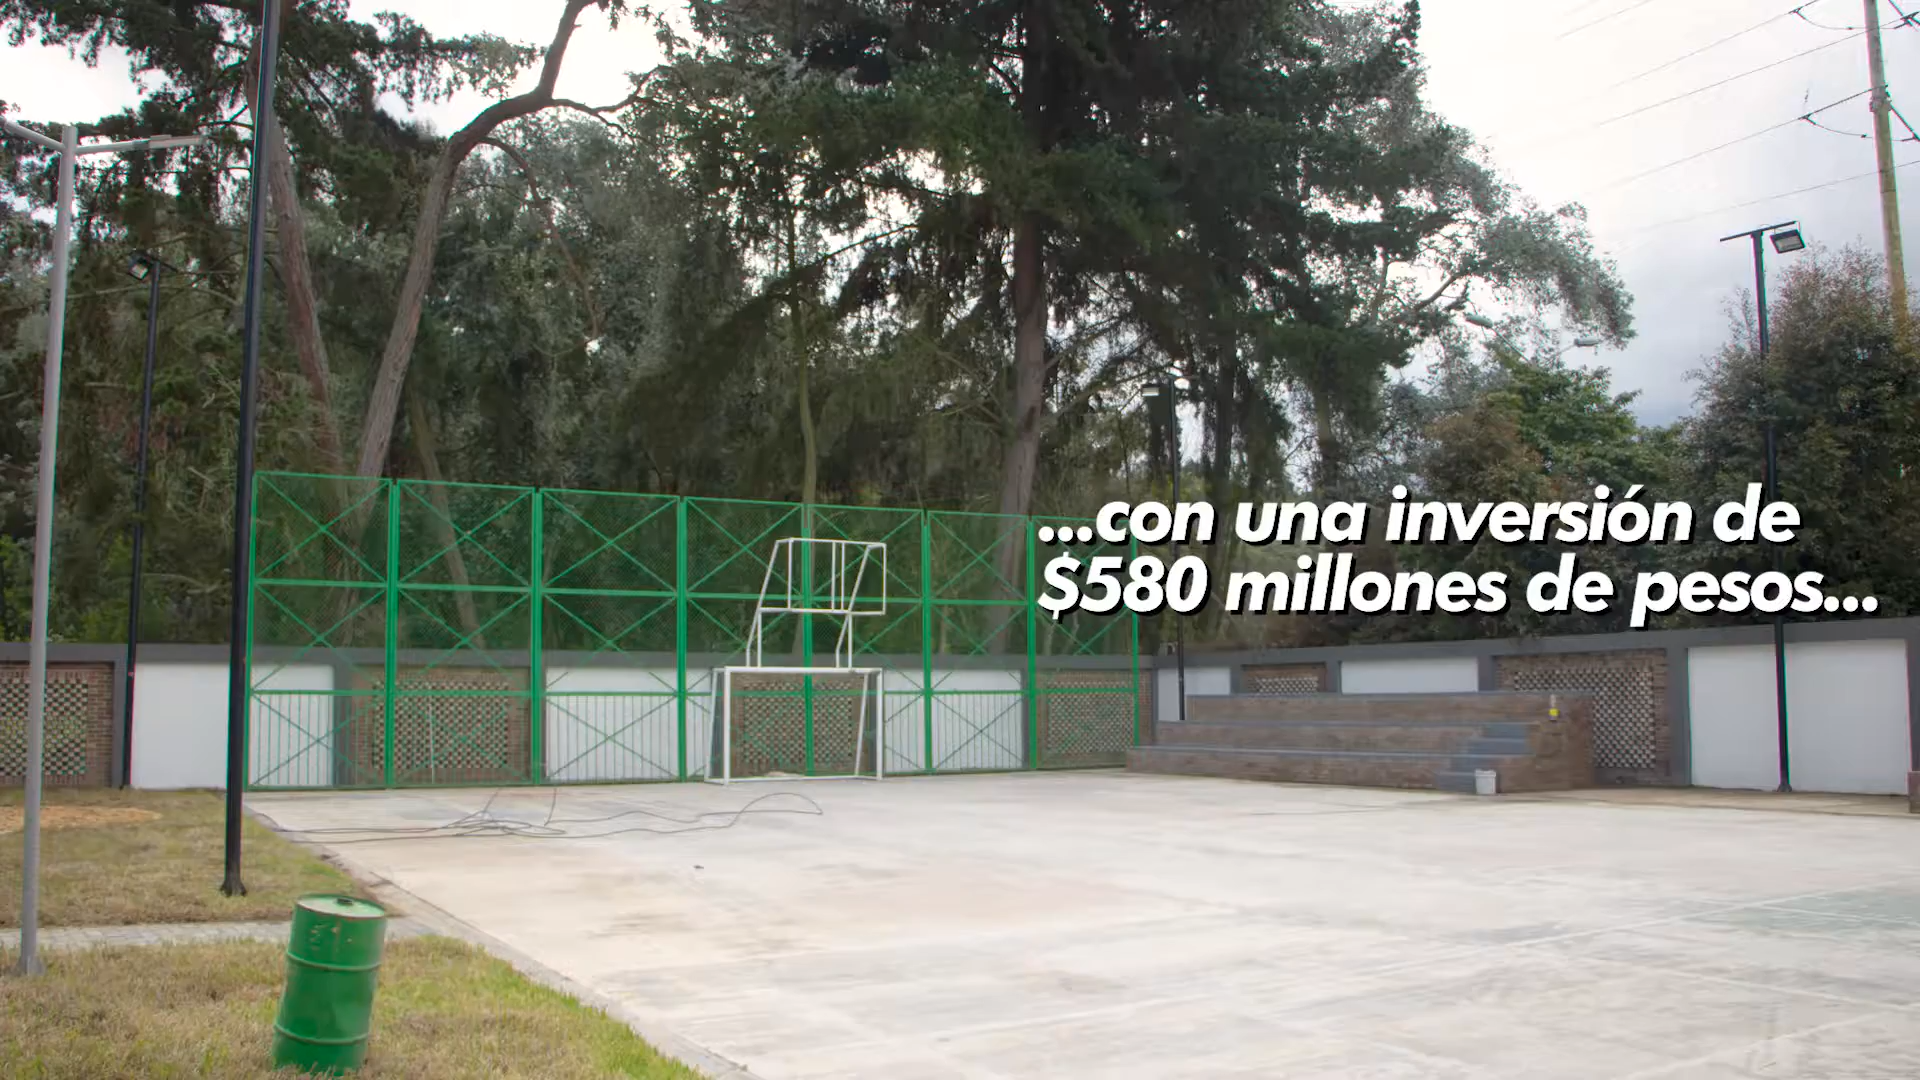 ...con una inversión de
$580 millones de pesos...